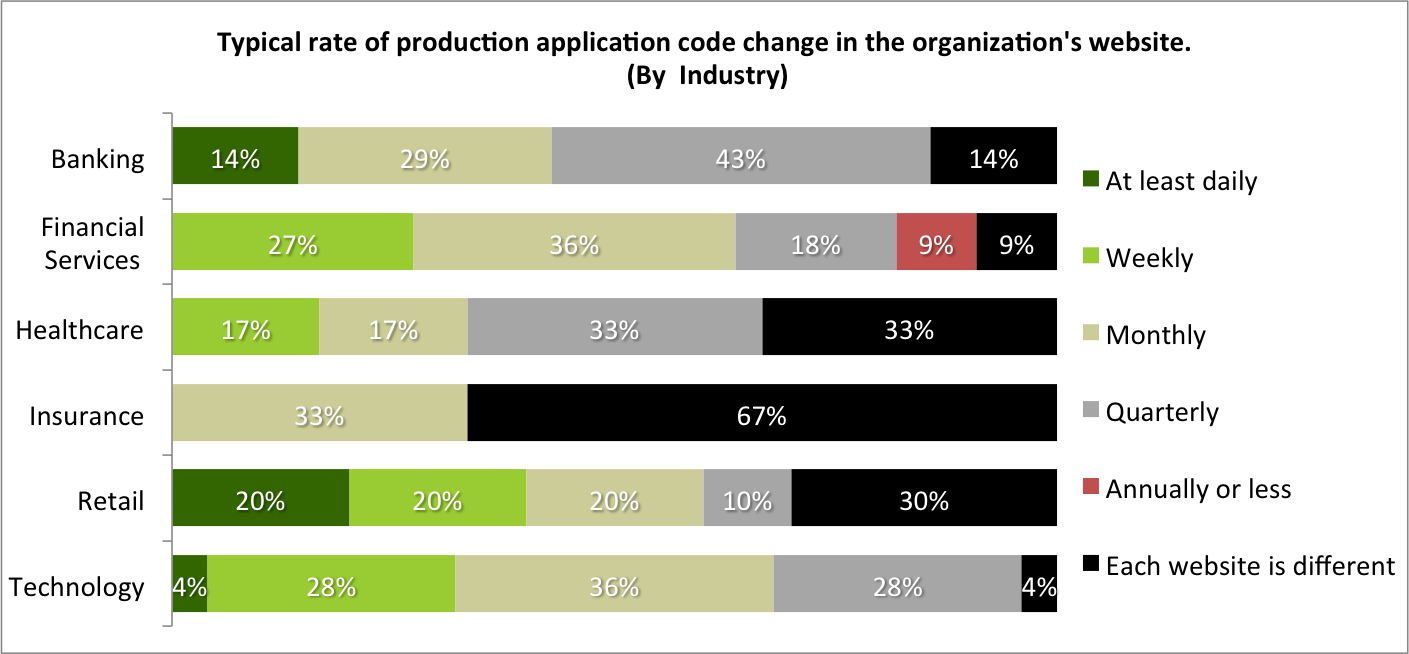 Typical rate of production application code change in the organization's website.
(By Industry)
Banking
14% 29% 43% 14%
Financial
Services
27% 36% 18% 9% 9%
Healthcare
17% 17% 33% 33%
Insurance
33% 67%
Retail
20% 20% 20% 10% 30%
Technology
4% 28% 36% 28% 4%
At least daily
Weekly
Monthly
Quarterly
Annually or less
Each website is different